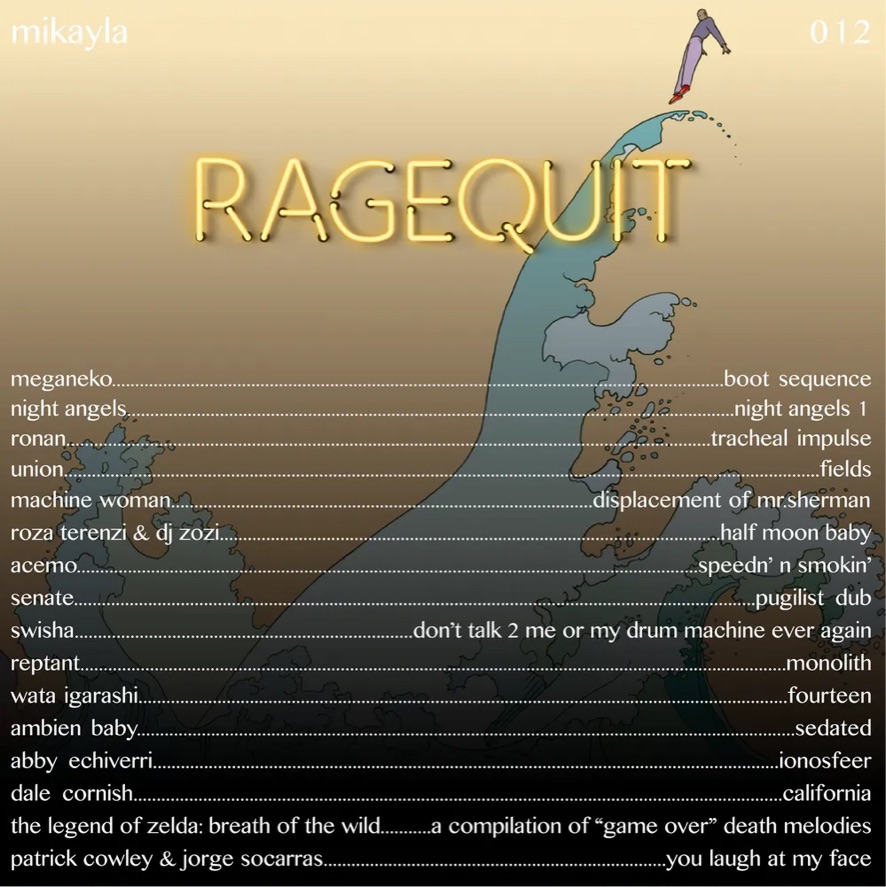 mikayla 012
RAGEQUIT
meganeko..........boot sequence
night angels..........night angels 1
ronan..........tracheal impulse
union..........fields
machine woman..........displacement of mr.sherman
roza terenzi & dj zozi..........half moon baby
acemo..........speedn' n smokin'
senate..........pugilist dub
swisha..........don't talk 2 me or my drum machine ever again
reptant..........monolith
wata igarashi..........fourteen
ambien baby..........sedated
abby echiverri..........ionosfeer
dale cornish..........california
the legend of zelda: breath of the wild..........a compilation of “game over” death melodies
patrick cowley & jorge socarras..........you laugh at my face